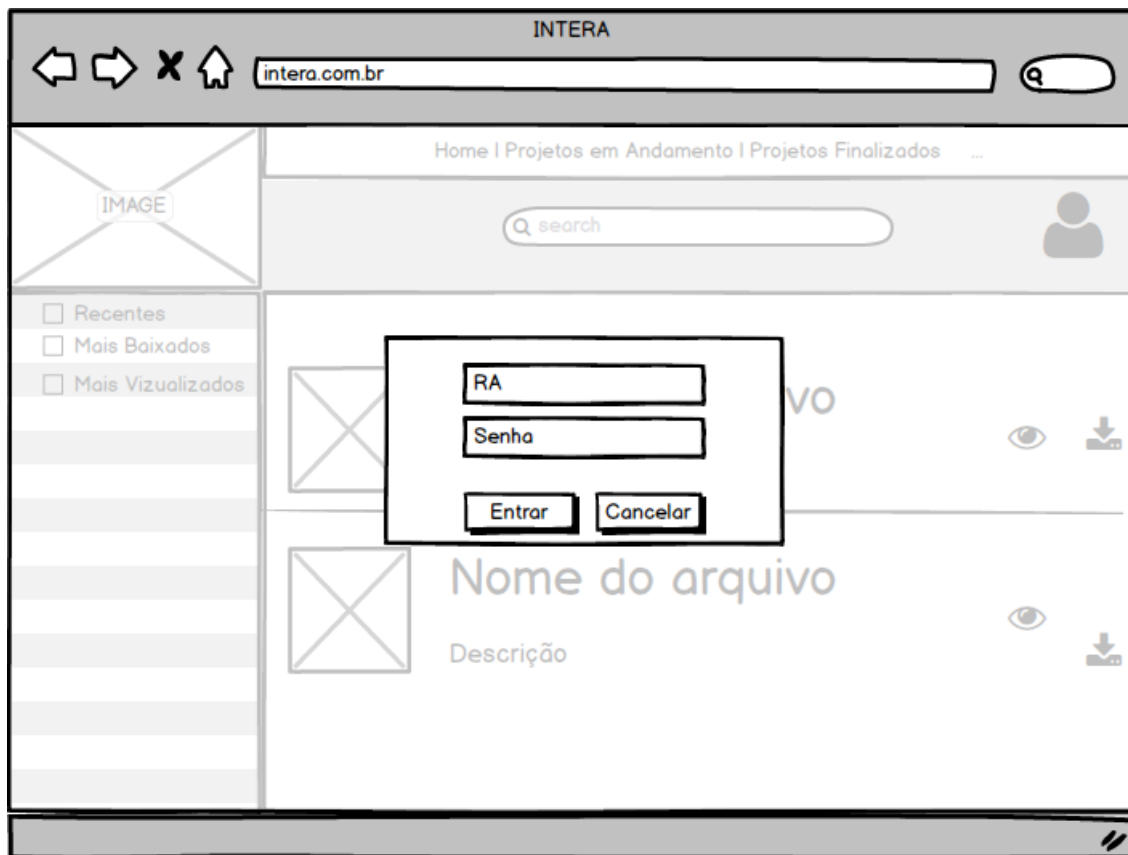 INTERA
intera.com.br
Home | Projetos em Andamento | Projetos Finalizados ...
IMAGE
search
Recentes
Mais Baixados
Mais Vizualizados
RA
Senha
Entrar
Cancelar
vo
Nome do arquivo
Descrição